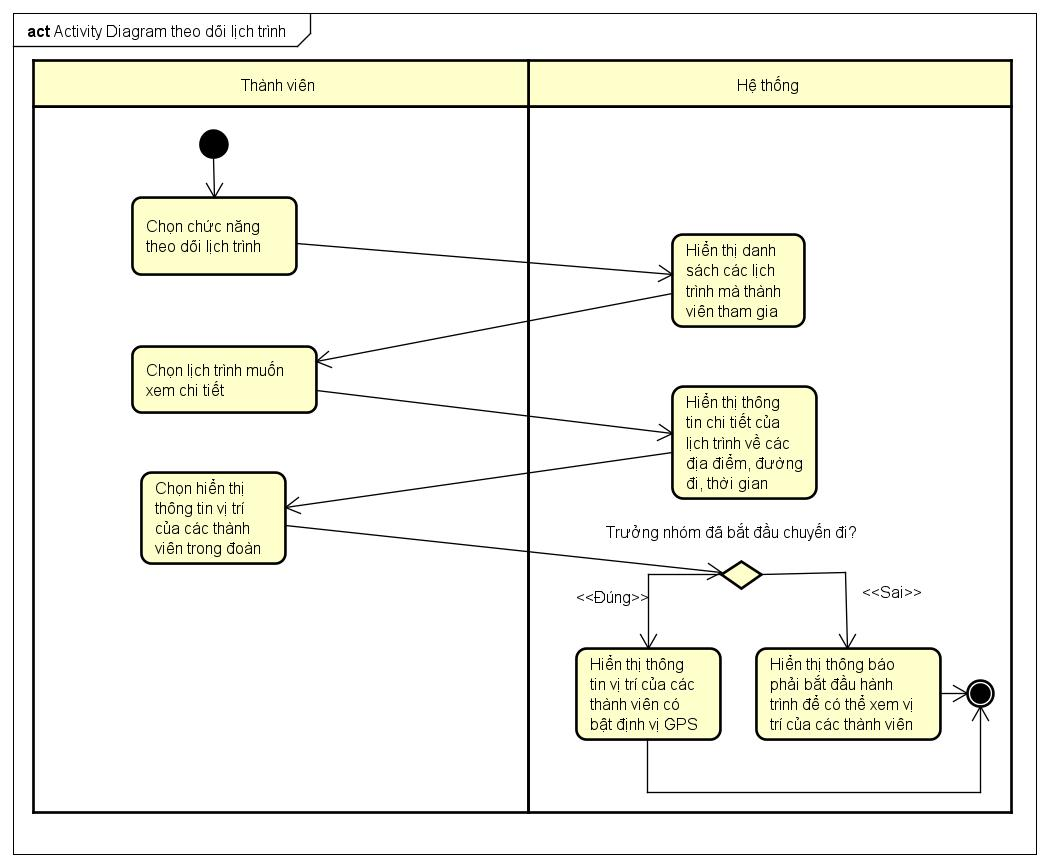 act Activity Diagram theo dõi lịch trình
Thành viên
Hệ thống
Chọn chức năng
theo dõi lịch trình
Hiển thị danh
sách các lịch
trình mà thành
viên tham gia
Chọn lịch trình muốn
xem chi tiết
Hiển thị thông
tin chi tiết của
lịch trình về các
địa điểm, đường
đi, thời gian
Chọn hiển thị
thông tin vị trí
của các thành
viên trong đoàn
Trưởng nhóm đã bắt đầu chuyến đi?
<<Đúng>>
<<Sai>>
Hiển thị thông
tin vị trí của các
thành viên có
bật định vị GPS
Hiển thị thông báo
phải bắt đầu hành
trình để có thể xem vị
trí của các thành viên